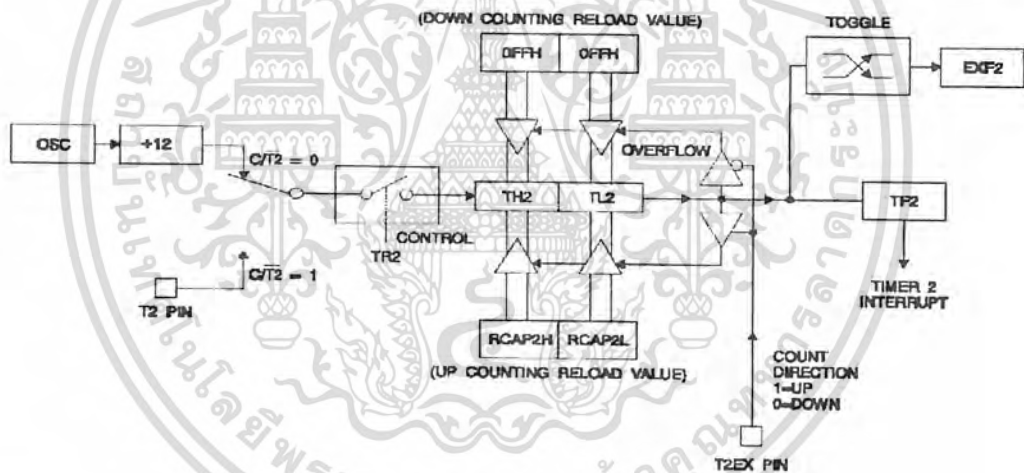 (DOWN COUNTING RELOAD VALUE)
TOGGLE
0FFH 0FFH
EXF2
OSC
÷12
C/T2 = 0
OVERFLOW
TH2 TL2
TF2
CONTROL
TR2
C/T2 = 1
T2 PIN
TIMER 2
INTERRUPT
RCAP2H RCAP2L
(UP COUNTING RELOAD VALUE)
COUNT
DIRECTION
1=UP
0=DOWN
T2EX PIN